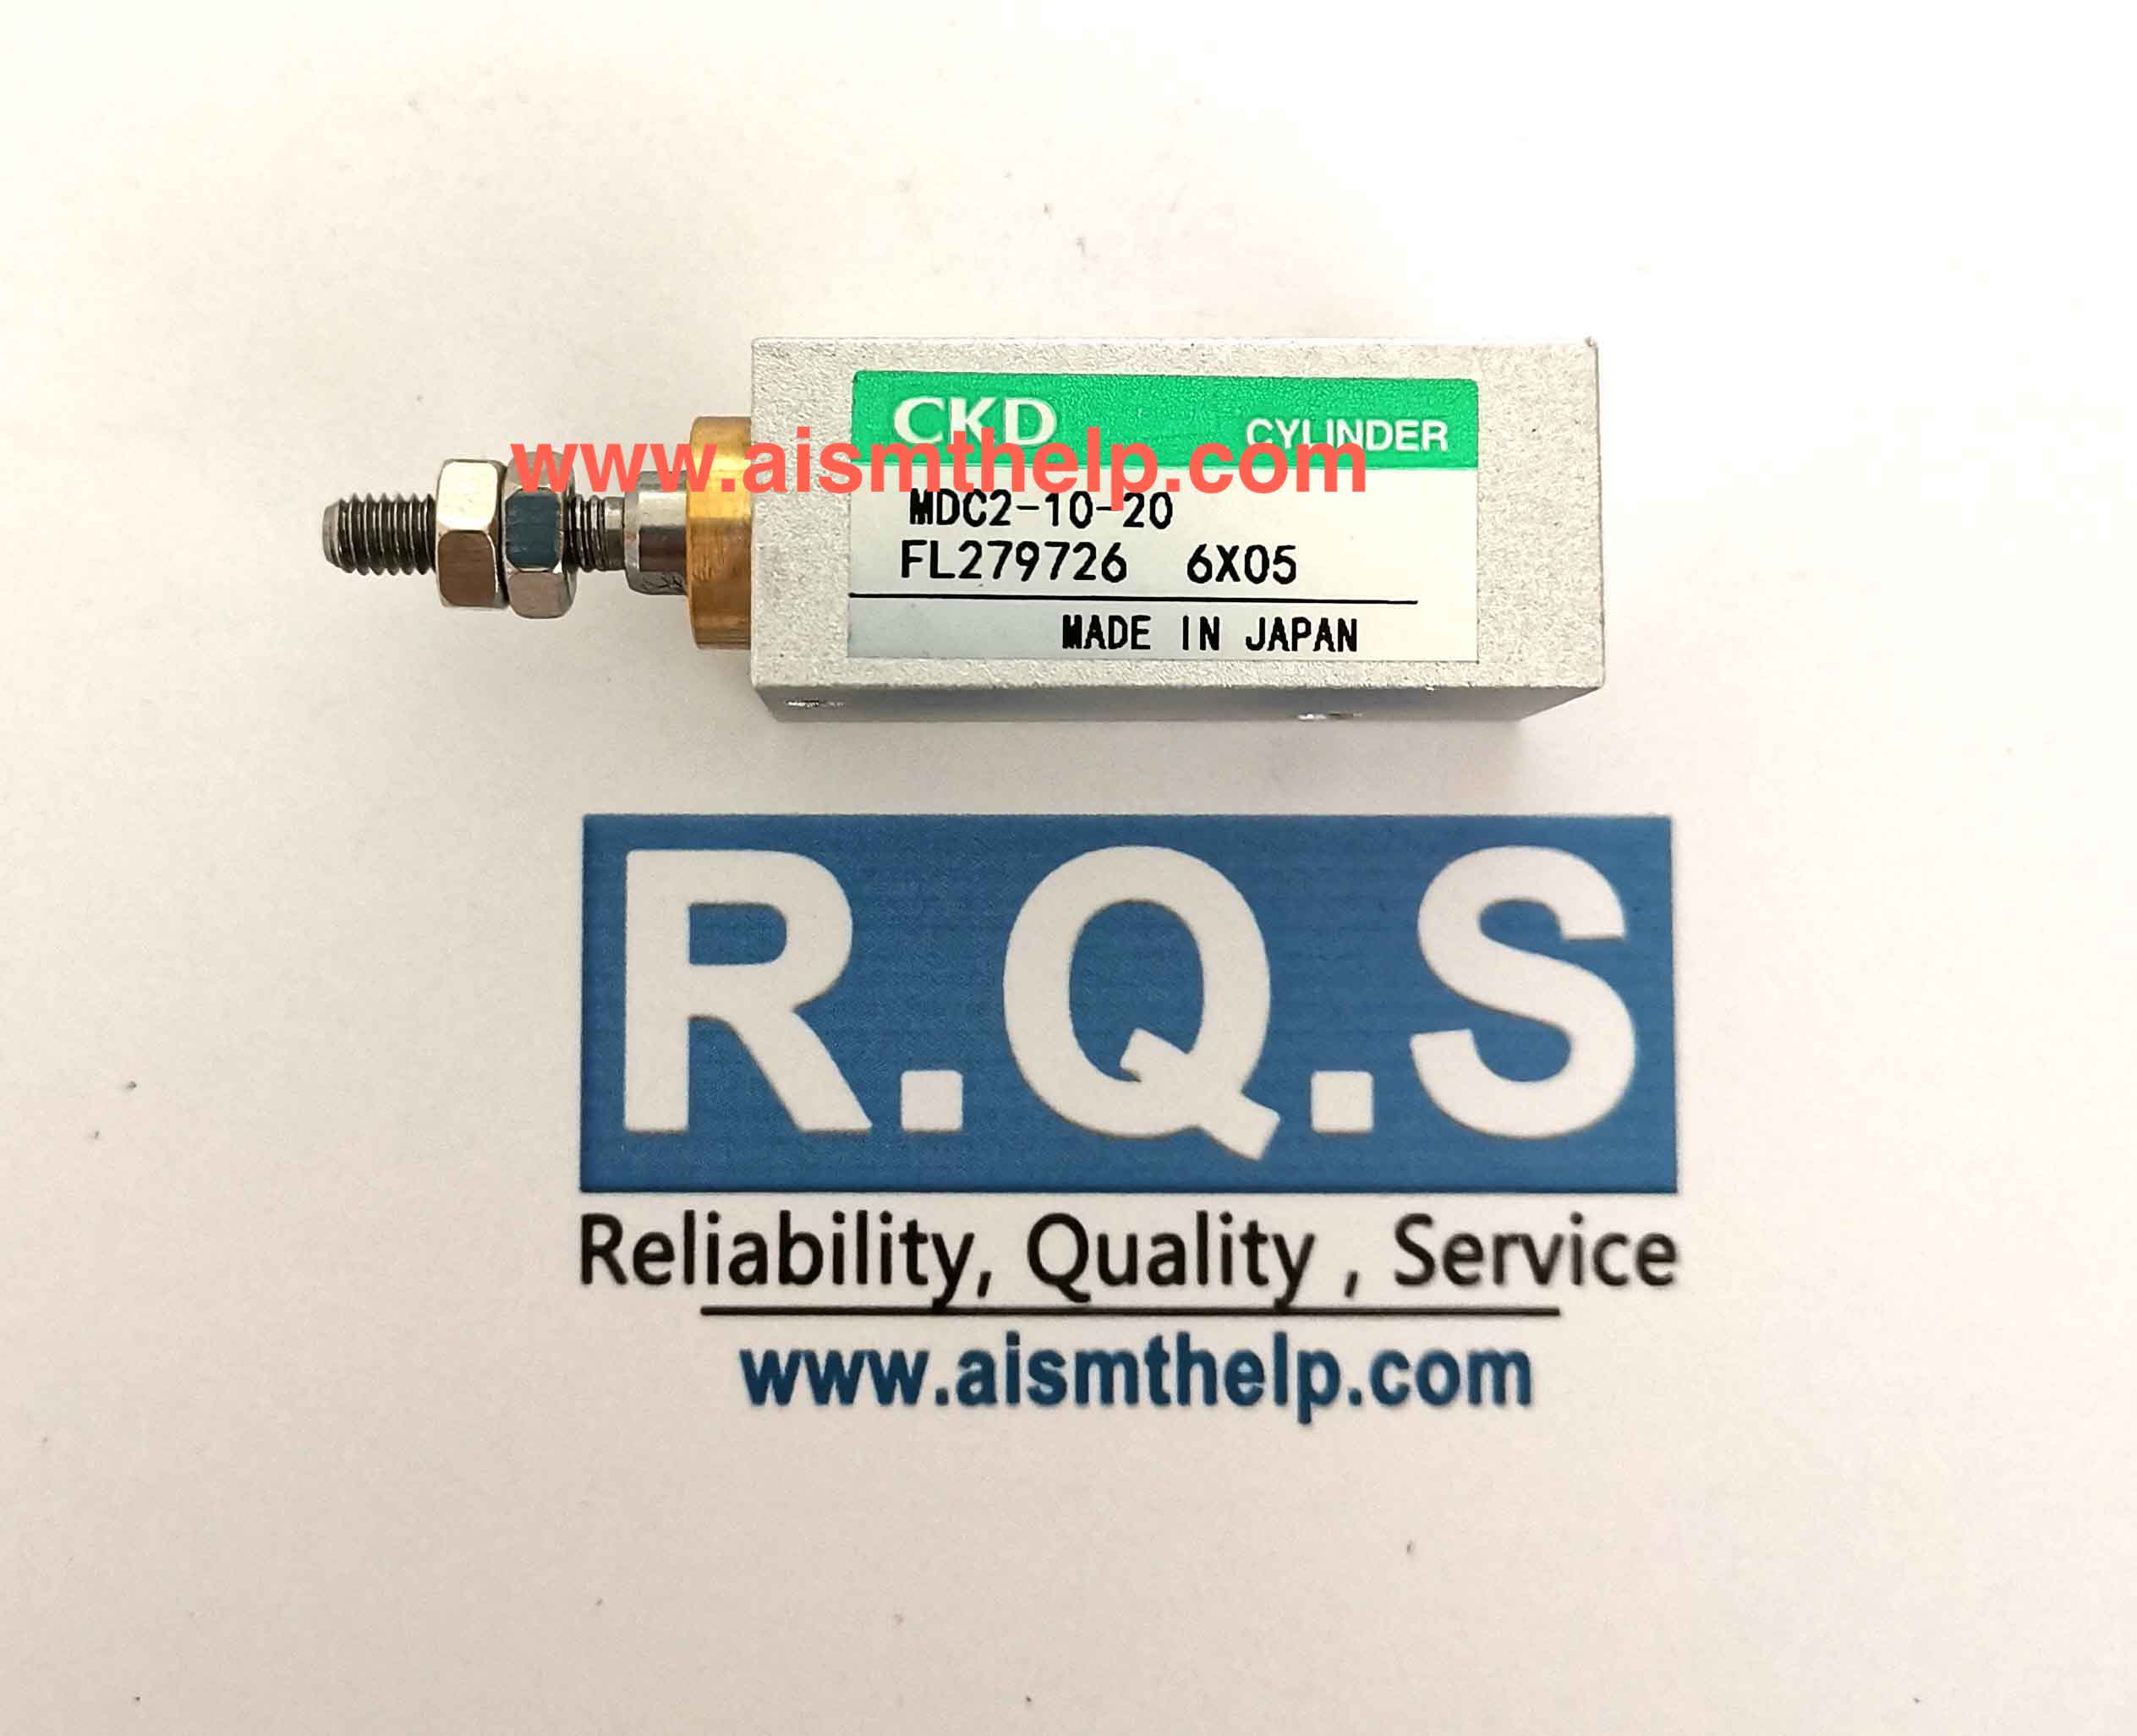 CKD CYLINDER
www.aismthelp.com
MDC2-10-20
FL279726 6X05
MADE IN JAPAN
R.Q.S
Reliability, Quality , Service
www.aismthelp.com